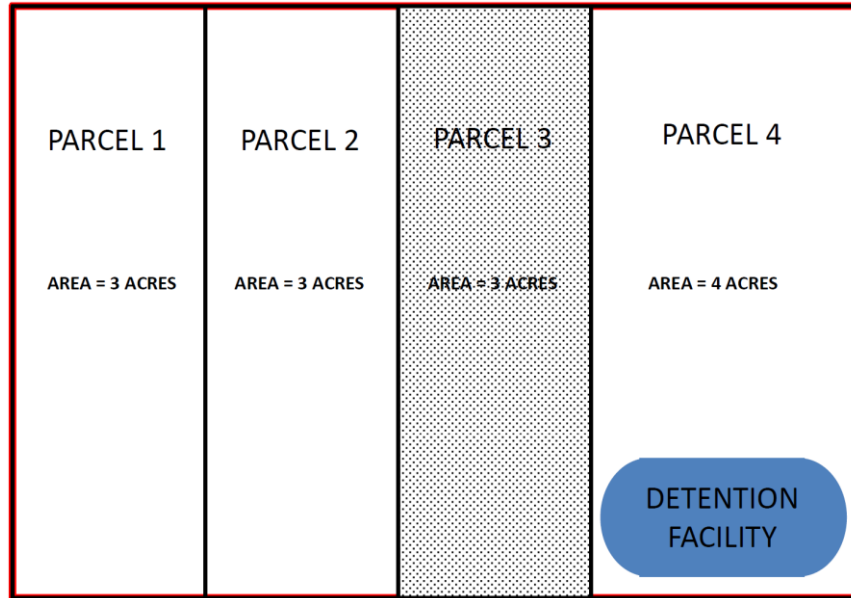 PARCEL 1
PARCEL 2
PARCEL 3
PARCEL 4
AREA = 3 ACRES
AREA = 3 ACRES
AREA = 3 ACRES
AREA = 4 ACRES
DETENTION
FACILITY